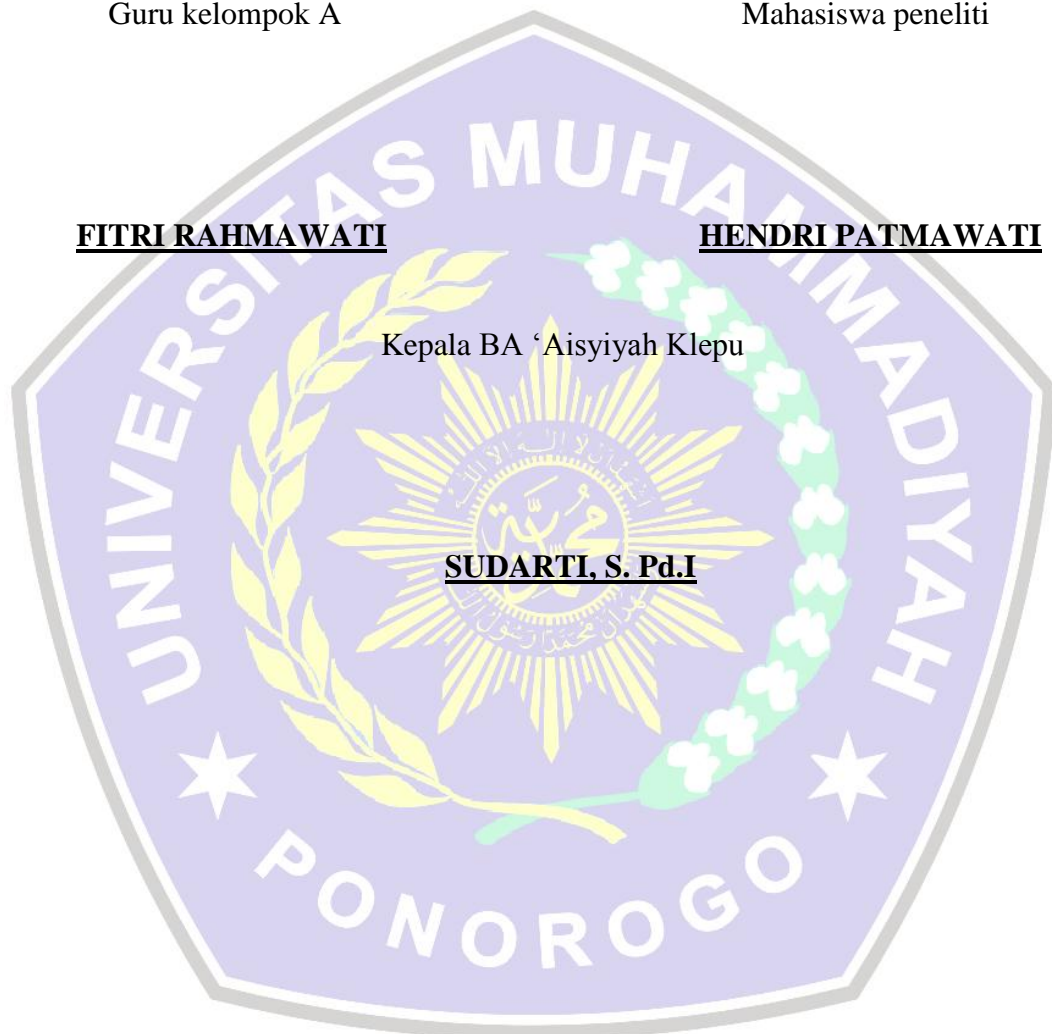 Guru kelompok A Mahasiswa peneliti
UNIVERSITAS MUHAMMADIYAH
FITRI RAHMAWATI HENDRI PATMAWATI
Kepala BA ‘Aisyiyah Klepu
SUDARTI, S. Pd.I
PONOROGO